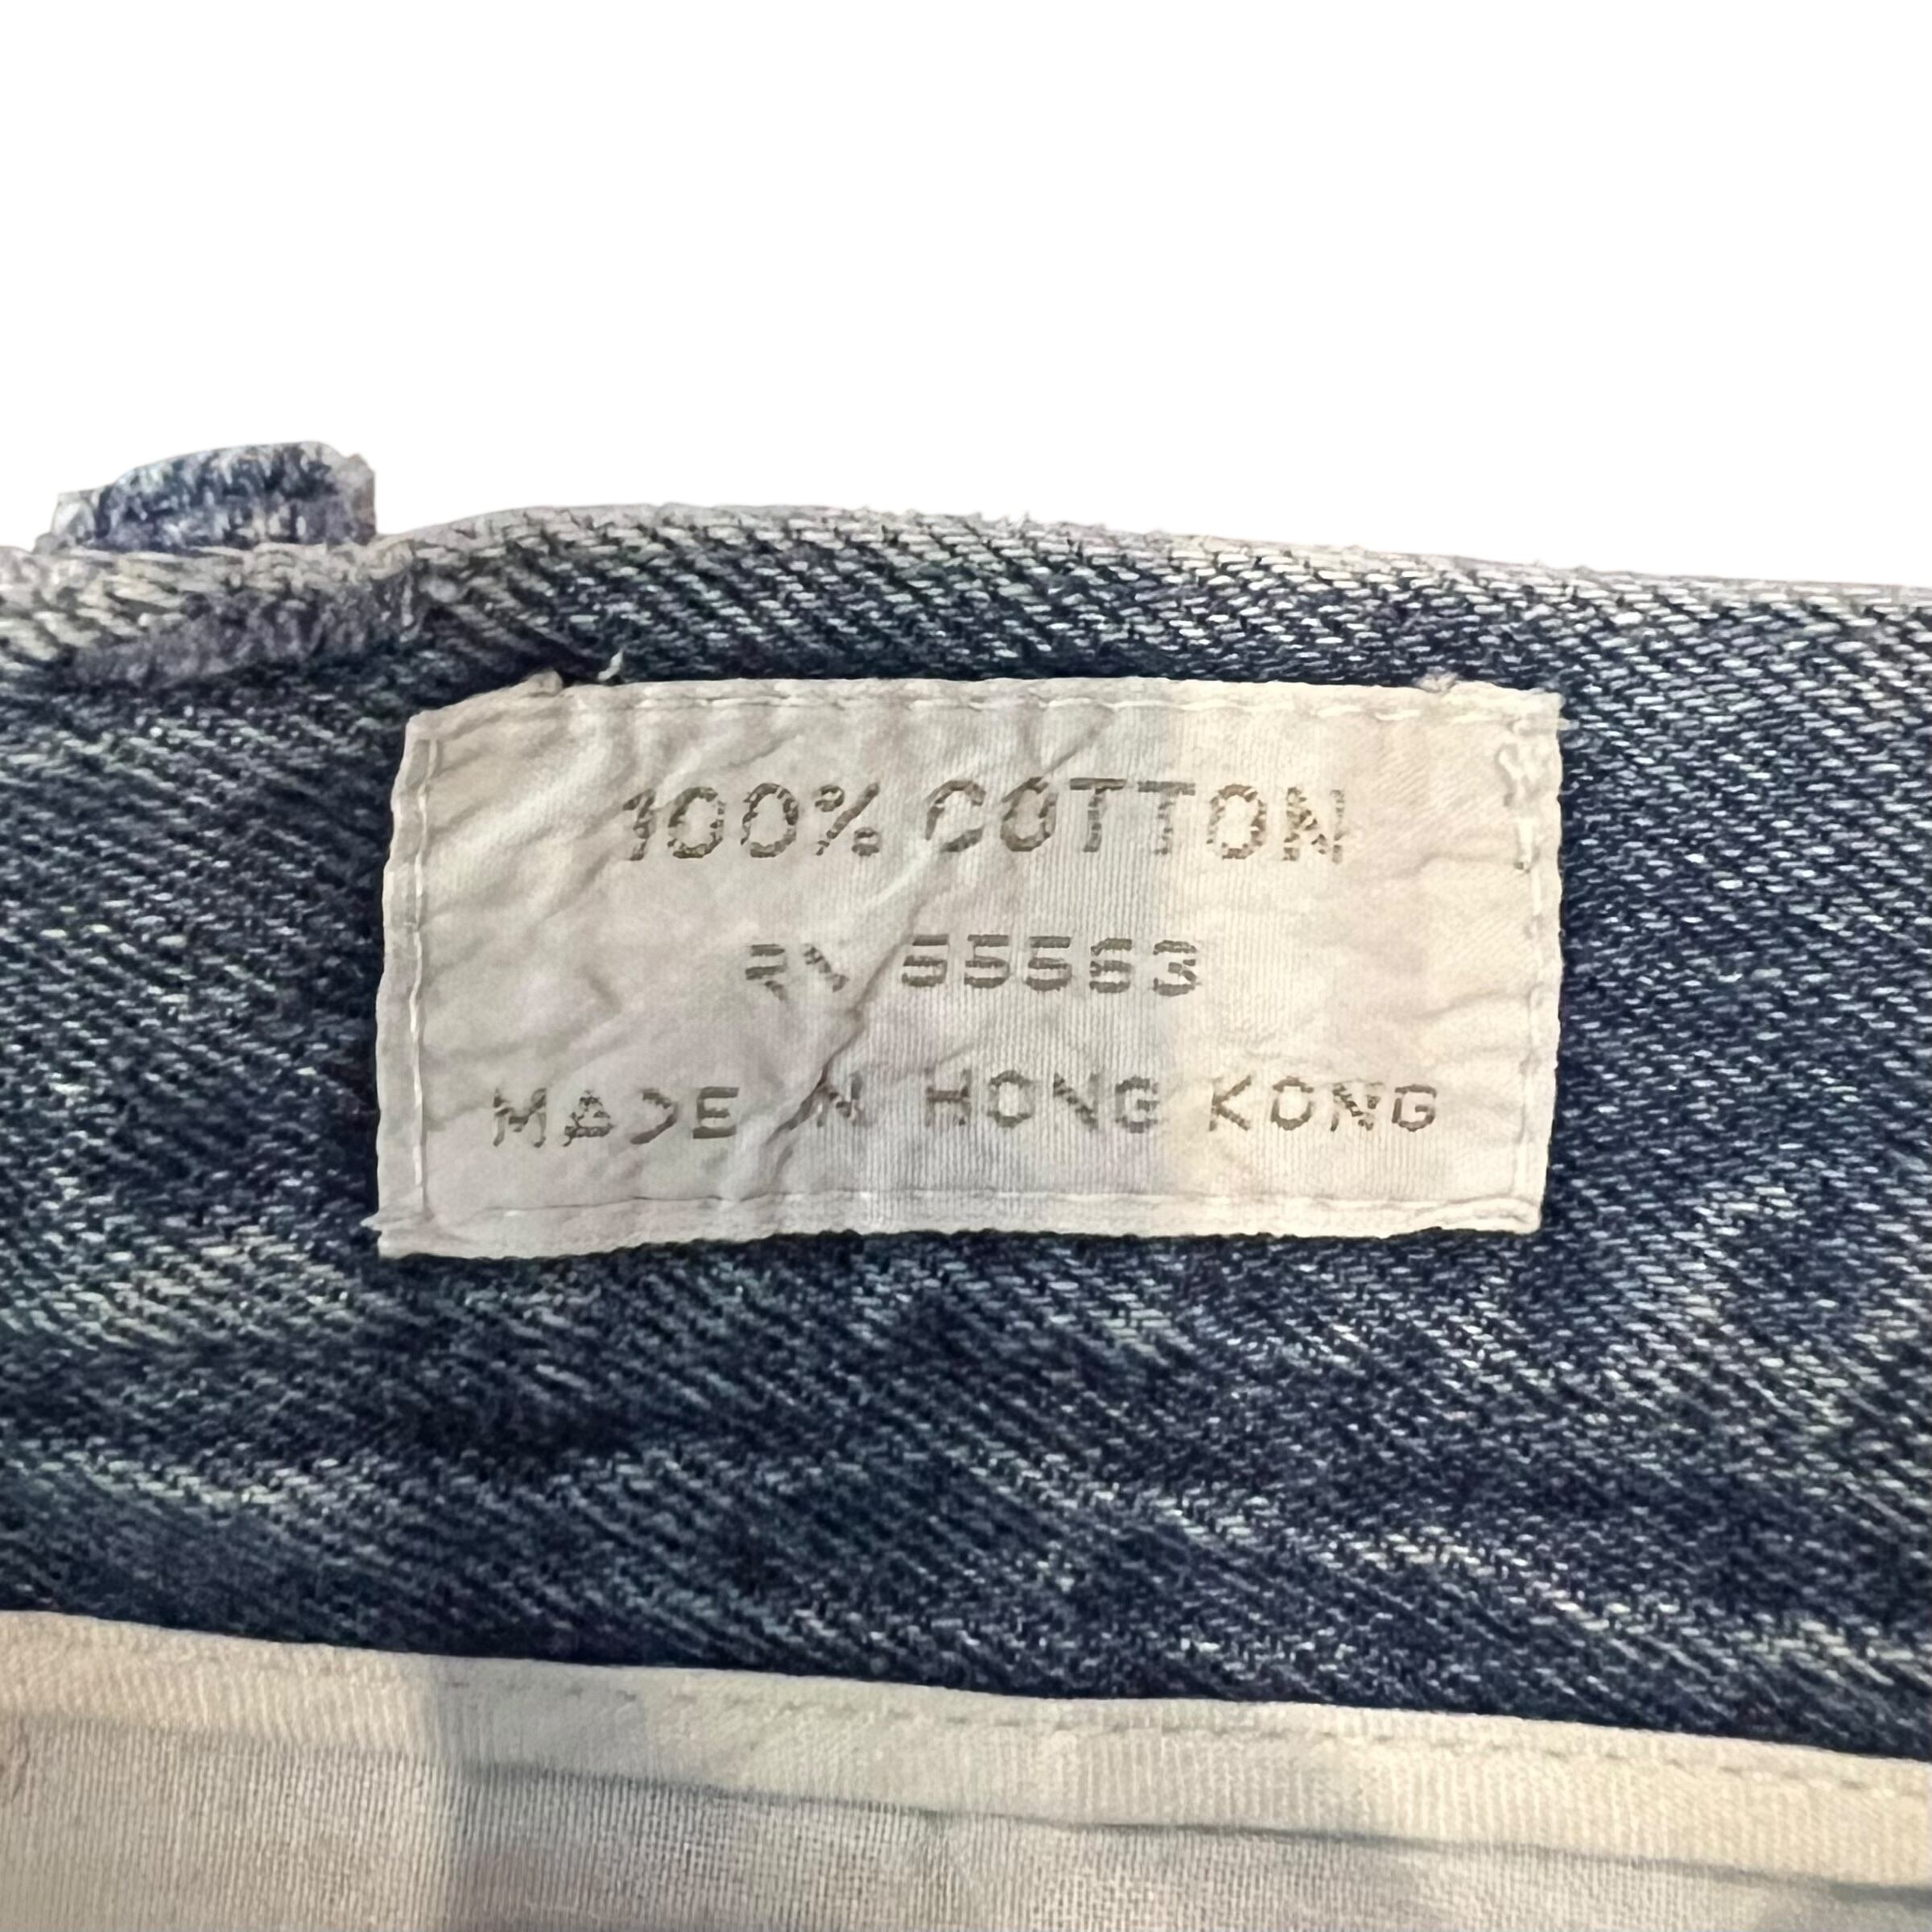 100% COTTON
RN 55563
MADE IN HONG KONG